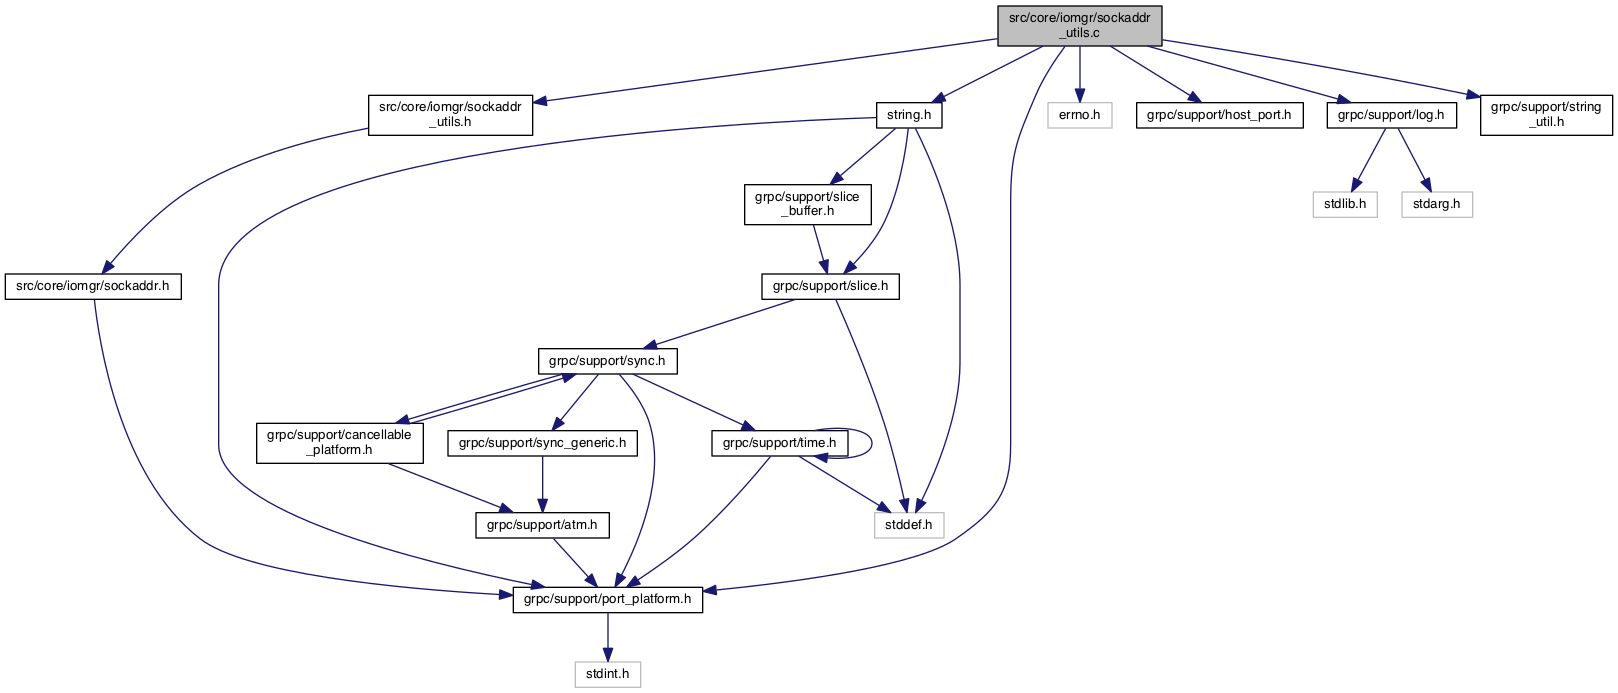 src/core/iomgr/sockaddr
_utils.c
src/core/iomgr/sockaddr
_utils.h
string.h
errno.h
grpc/support/host_port.h
grpc/support/log.h
grpc/support/string
_util.h
grpc/support/slice
_buffer.h
stdlib.h
stdarg.h
src/core/iomgr/sockaddr.h
grpc/support/slice.h
grpc/support/sync.h
grpc/support/cancellable
_platform.h
grpc/support/sync_generic.h
grpc/support/time.h
grpc/support/atm.h
stddef.h
grpc/support/port_platform.h
stdint.h